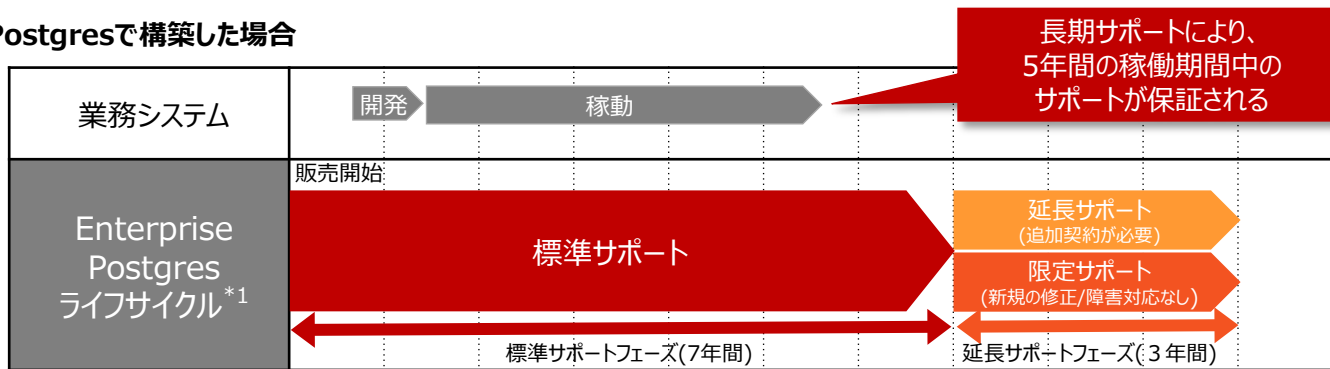 Postgresで構築した場合
長期サポートにより、
5年間の稼働期間中の
サポートが保証される
業務システム
開発
稼動
販売開始
Enterprise
Postgres
ライフサイクル*1
標準サポート
延長サポート
(追加契約が必要)
限定サポート
(新規の修正/障害対応なし)
標準サポートフェーズ(7年間)
延長サポートフェーズ(３年間)